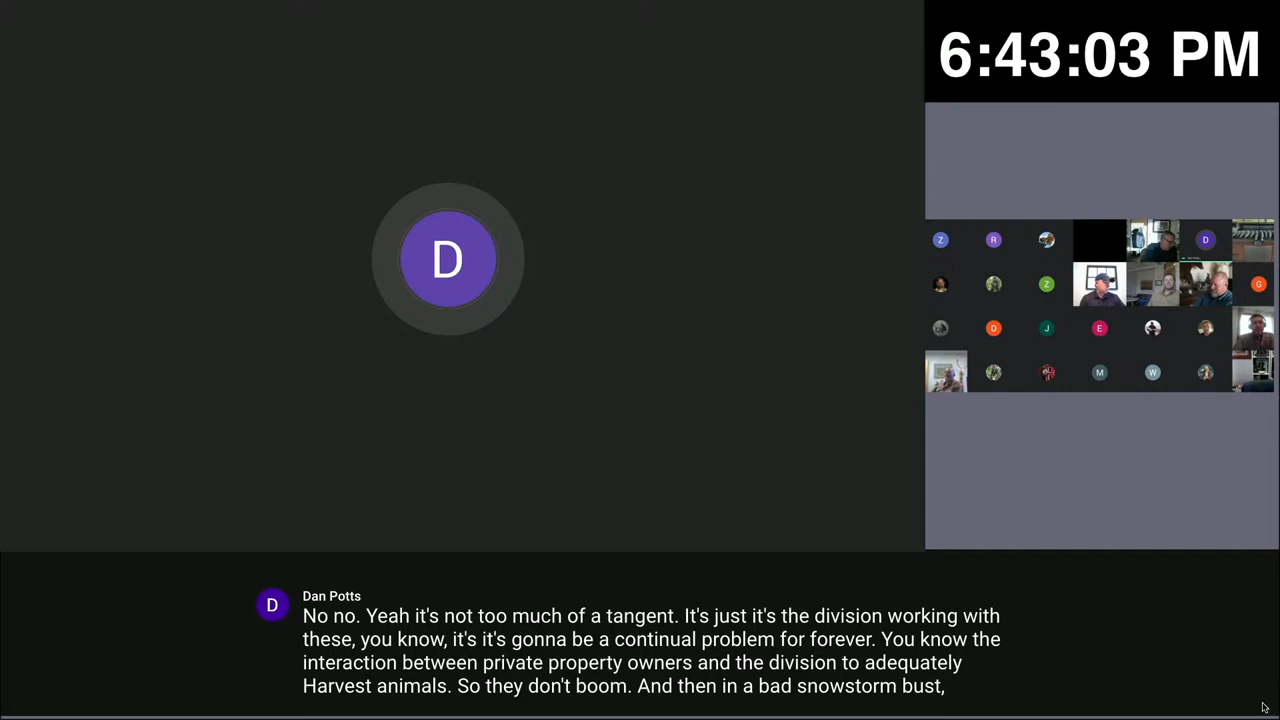 6:43:03 PM
D
Z
R
D
Z
G
D
J
E
M
W
D
Dan Potts
No no. Yeah it's not too much of a tangent. It's just it's the division working with
these, you know, it's it's gonna be a continual problem for forever. You know the
interaction between private property owners and the division to adequately
Harvest animals. So they don't boom. And then in a bad snowstorm bust,